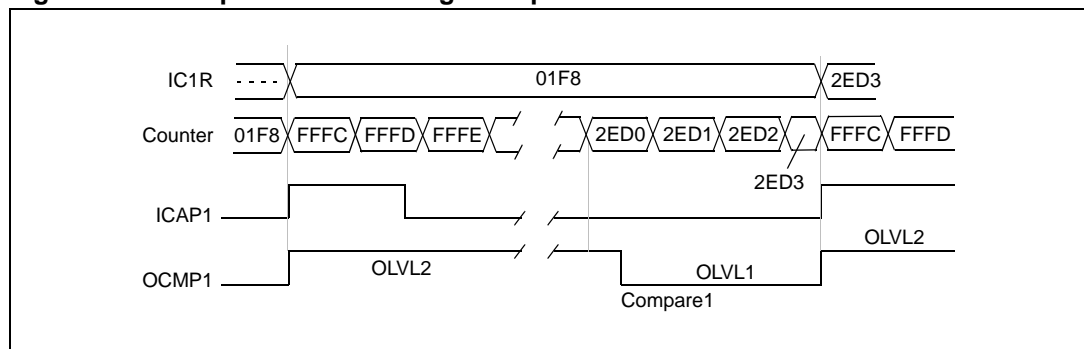 IC1R - - - - 01F8 2ED3
Counter 01F8 FFFC FFFD FFFE 2ED0 2ED1 2ED2 FFFC FFFD
2ED3
ICAP1
OLVL2
OCMP1 OLVL2 OLVL1
Compare1